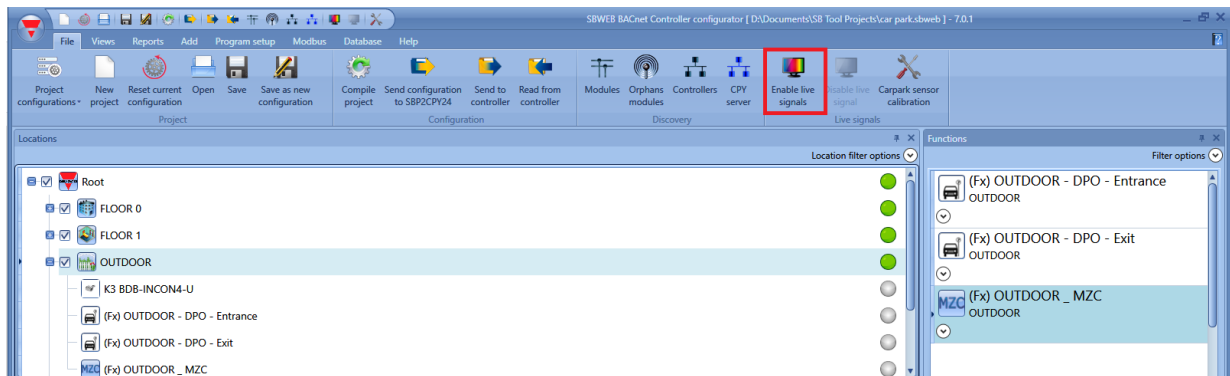 SBWEB BACnet Controller configurator [ D:\Documents\SB Tool Projects\car park.sbweb ] - 7.0.1
File Views Reports Add Program setup Modbus Database Help
Project configurations
New project
Reset current configuration
Open
Save
Save as new configuration
Compile project
Send configuration to SBP2CPY24
Send to controller
Read from controller
Modules
Orphans modules
Controllers
CPY server
Enable live signals
Disable live signal
Carpark sensor calibration
Project
Configuration
Discovery
Live signals
Locations
Location filter options
Root
FLOOR 0
FLOOR 1
OUTDOOR
K3 BDB-INCON4-U
(Fx) OUTDOOR - DPO - Entrance
(Fx) OUTDOOR - DPO - Exit
MZC (Fx) OUTDOOR _ MZC
Functions
Filter options
(Fx) OUTDOOR - DPO - Entrance
OUTDOOR
(Fx) OUTDOOR - DPO - Exit
OUTDOOR
MZC (Fx) OUTDOOR _ MZC
OUTDOOR